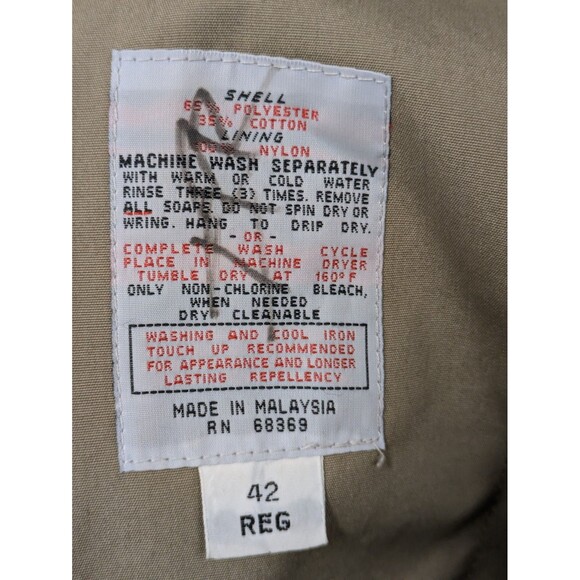 SHELL
65% POLYESTER
35% COTTON
LINING
100% NYLON
MACHINE WASH SEPARATELY
WITH WARM OR COLD WATER
RINSE THREE (3) TIMES. REMOVE
ALL SOAPS. DO NOT SPIN DRY OR
WRING. HANG TO DRIP DRY.
- OR -
COMPLETE WASH CYCLE
PLACE IN MACHINE DRYER
TUMBLE DRY AT 160°F
ONLY NON-CHLORINE BLEACH,
WHEN NEEDED
DRY CLEANABLE
WASHING AND COOL IRON
TOUCH UP RECOMMENDED
FOR APPEARANCE AND LONGER
LASTING REPELLENCY
MADE IN MALAYSIA
RN 68369
42
REG